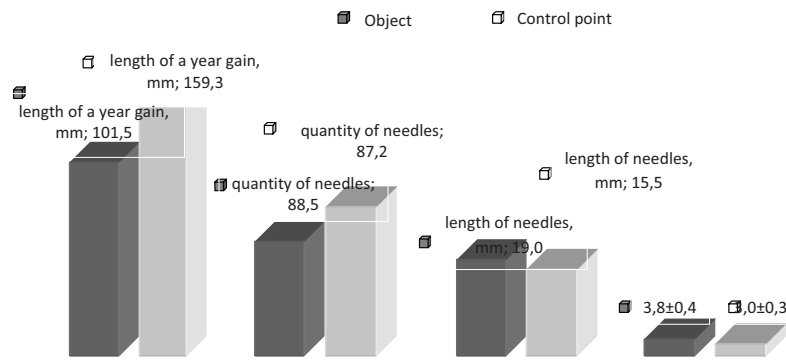 Object Control point
length of a year gain,
mm; 159,3
length of a year gain,
mm; 101,5
quantity of needles;
87,2
quantity of needles;
88,5
length of needles,
mm; 15,5
length of needles,
mm; 19,0
3,8±0,4 3,0±0,3